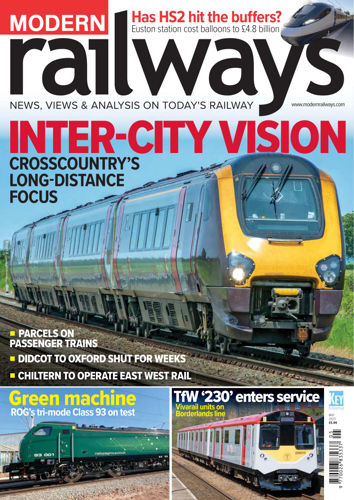 MODERN
railways
Has HS2 hit the buffers?
Euston station cost balloons to £4.8 billion
NEWS, VIEWS & ANALYSIS ON TODAY'S RAILWAY
www.modernrailways.com
INTER-CITY VISION
CROSSCOUNTRY'S
LONG-DISTANCE
FOCUS
PARCELS ON
PASSENGER TRAINS
DIDCOT TO OXFORD SHUT FOR WEEKS
CHILTERN TO OPERATE EAST WEST RAIL
Green machine
ROG's tri-mode Class 93 on test
93 001
TfW '230' enters service
Vivarail units on
Borderlands line
KEY